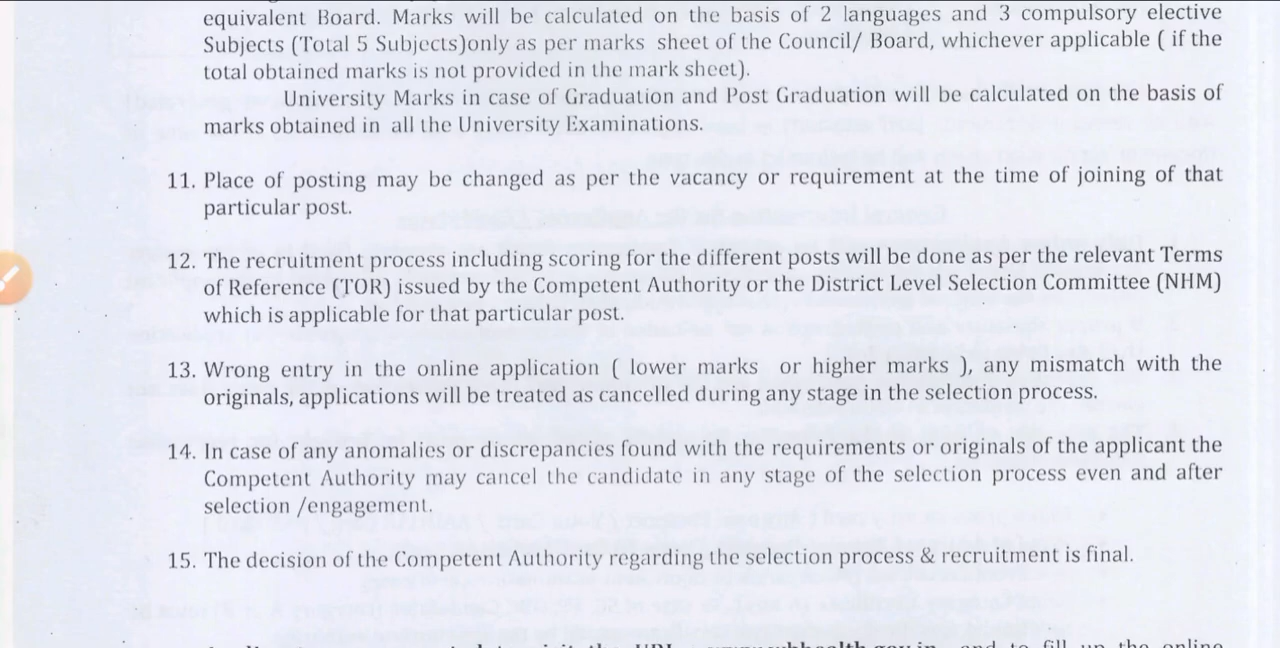 equivalent Board. Marks will be calculated on the basis of 2 languages and 3 compulsory elective
Subjects (Total 5 Subjects)only as per marks sheet of the Council/ Board, whichever applicable ( if the
total obtained marks is not provided in the mark sheet).
University Marks in case of Graduation and Post Graduation will be calculated on the basis of
marks obtained in all the University Examinations.
11. Place of posting may be changed as per the vacancy or requirement at the time of joining of that
particular post.
12. The recruitment process including scoring for the different posts will be done as per the relevant Terms
of Reference (TOR) issued by the Competent Authority or the District Level Selection Committee (NHM)
which is applicable for that particular post.
13. Wrong entry in the online application ( lower marks or higher marks ), any mismatch with the
originals, applications will be treated as cancelled during any stage in the selection process.
14. In case of any anomalies or discrepancies found with the requirements or originals of the applicant the
Competent Authority may cancel the candidate in any stage of the selection process even and after
selection /engagement.
15. The decision of the Competent Authority regarding the selection process & recruitment is final.